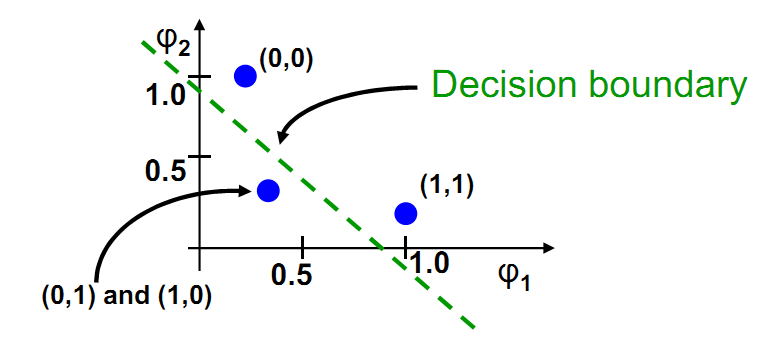 φ2
(0,0)
Decision boundary
1.0
0.5
(1,1)
0.5
1.0
φ1
(0,1) and (1,0)